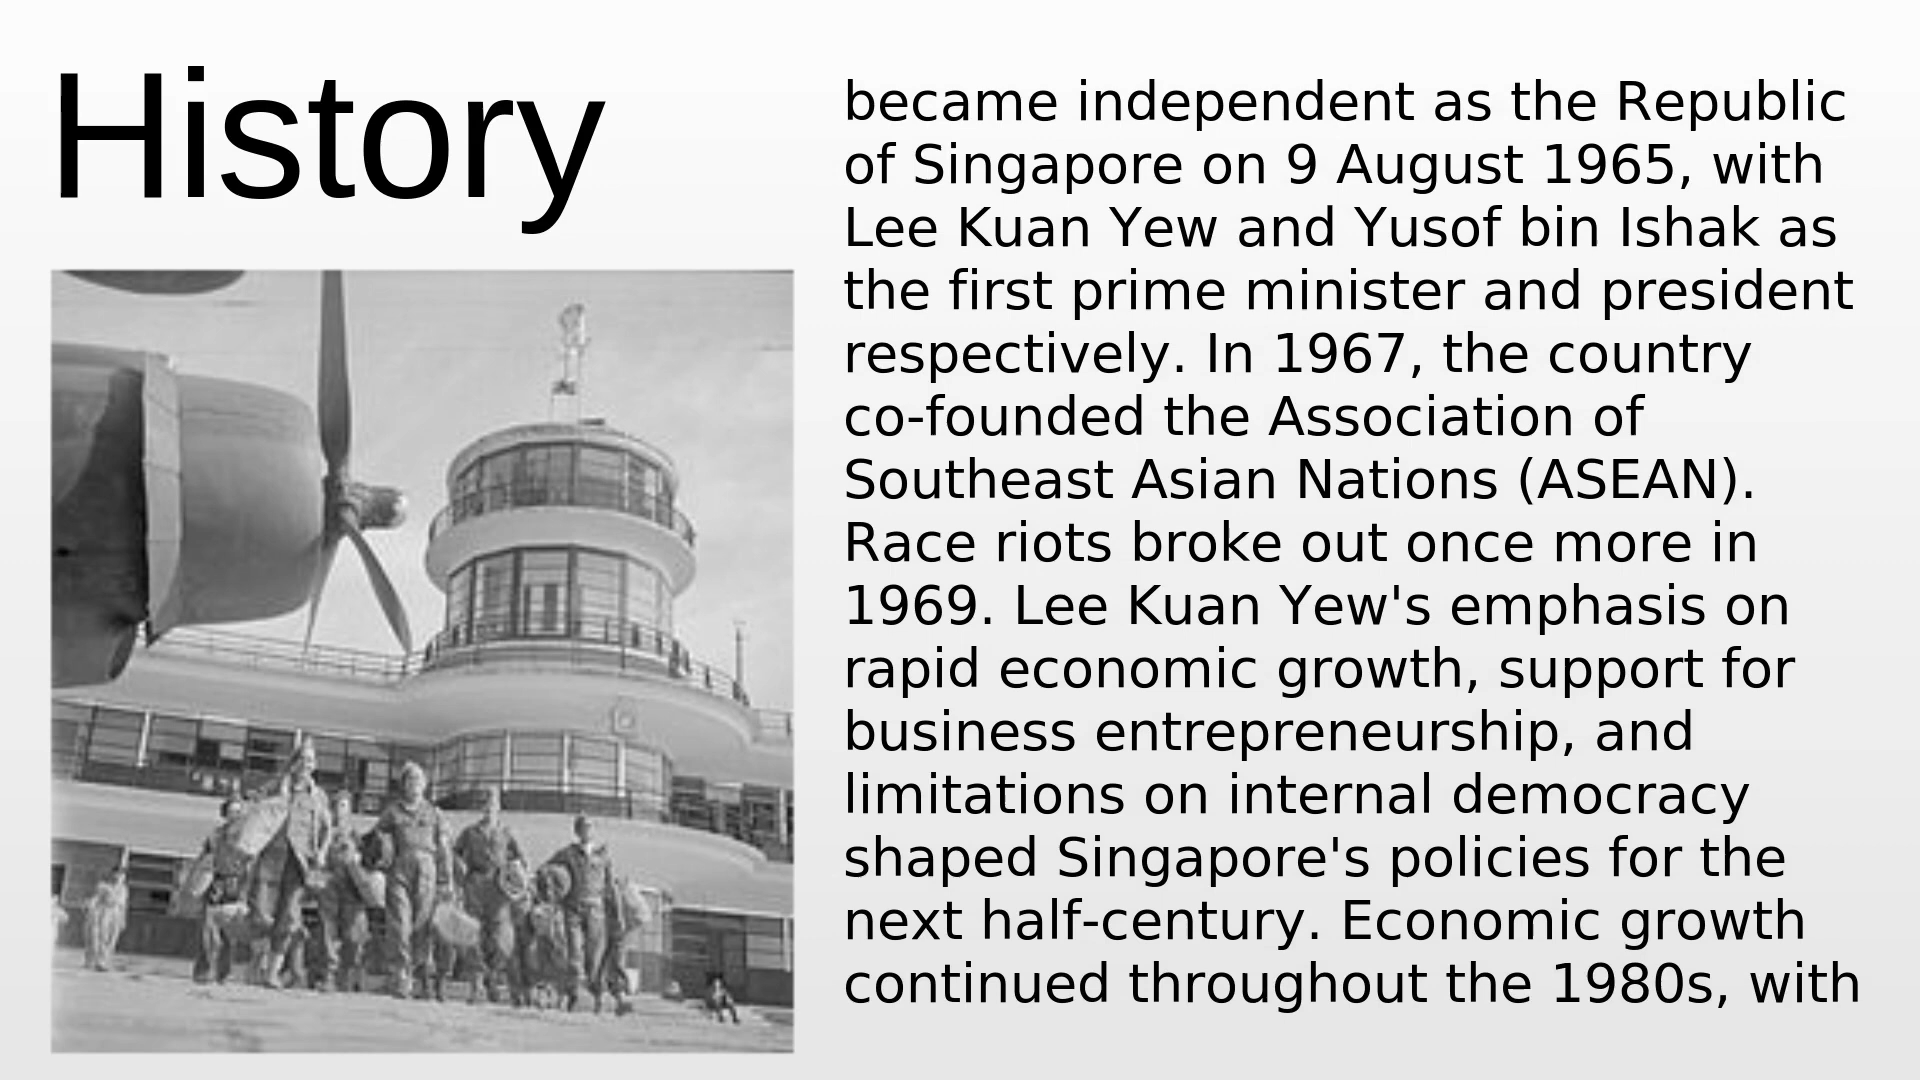 History
became independent as the Republic
of Singapore on 9 August 1965, with
Lee Kuan Yew and Yusof bin Ishak as
the first prime minister and president
respectively. In 1967, the country
co-founded the Association of
Southeast Asian Nations (ASEAN).
Race riots broke out once more in
1969. Lee Kuan Yew's emphasis on
rapid economic growth, support for
business entrepreneurship, and
limitations on internal democracy
shaped Singapore's policies for the
next half-century. Economic growth
continued throughout the 1980s, with